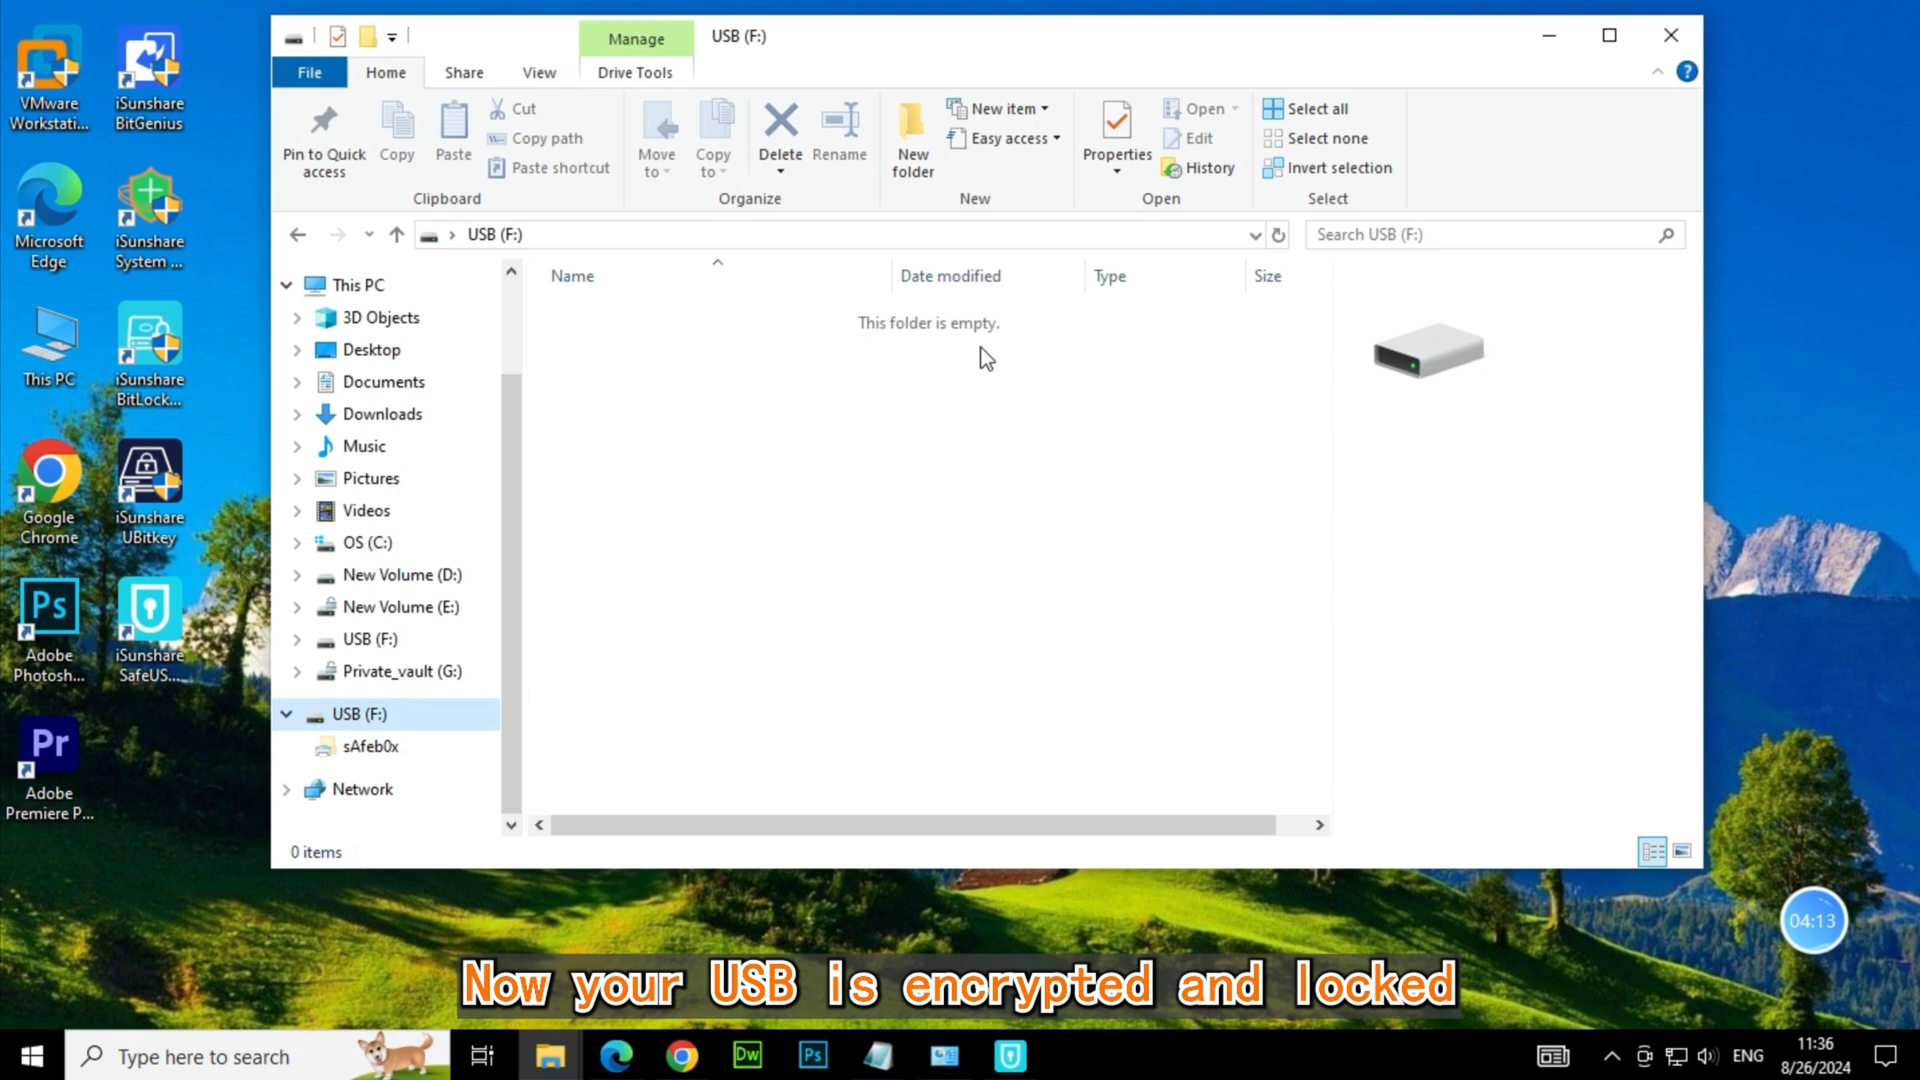 Manage
USB (F:)
File
Home
Share
View
Drive Tools
Pin to Quick access
Copy
Paste
Cut
Copy path
Paste shortcut
Clipboard
Move to
Copy to
Delete
Rename
Organize
New folder
New item
Easy access
New
Properties
Open
Edit
History
Open
Select all
Select none
Invert selection
Select
USB (F:)
Search USB (F:)
Name
Date modified
Type
Size
This folder is empty.
This PC
3D Objects
Desktop
Documents
Downloads
Music
Pictures
Videos
OS (C:)
New Volume (D:)
New Volume (E:)
USB (F:)
Private_vault (G:)
USB (F:)
sAfeb0x
Network
0 items
VMware
Workstati...
iSunshare
BitGenius
Microsoft
Edge
iSunshare
System ...
This PC
iSunshare
BitLock...
Google
Chrome
iSunshare
UBitkey
Ps
Adobe
Photosh...
iSunshare
SafeUS...
Pr
Adobe
Premiere P...
04:13
Now your USB is encrypted and locked
Type here to search
Dw
Ps
ENG
11:36
8/26/2024